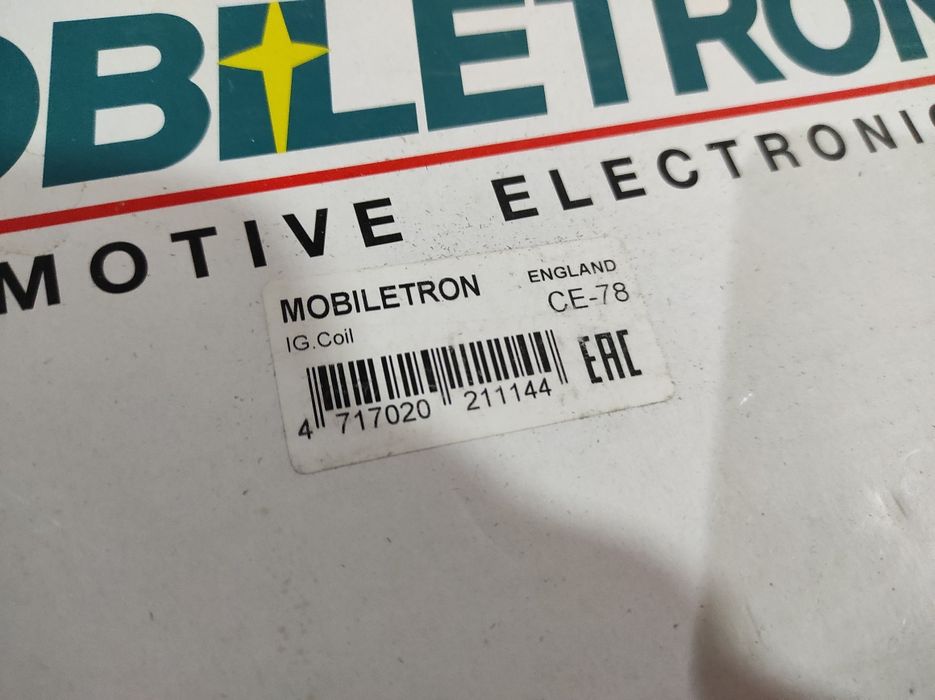 OBILETRON
MOTIVE ELECTRONIC
MOBILETRON ENGLAND
IG.Coil CE-78
4 717020 211144 EAC